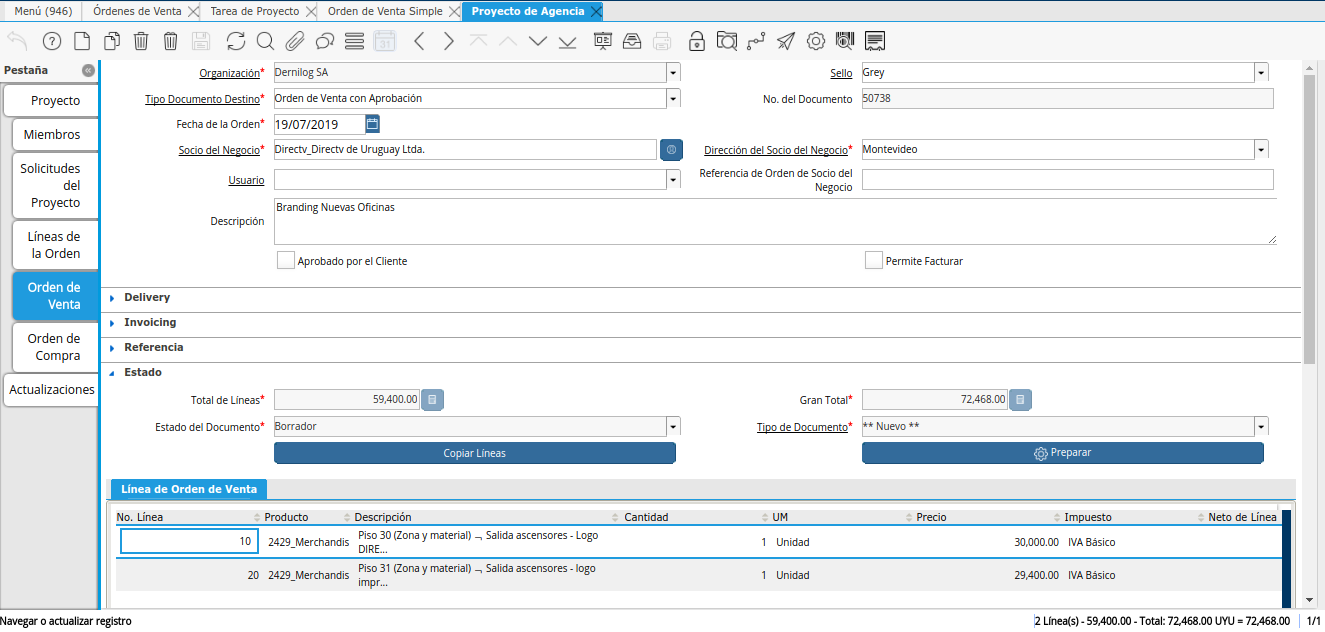 Menú (946) Órdenes de Venta Tarea de Proyecto Orden de Venta Simple Proyecto de Agencia
31
Pestaña
Proyecto
Miembros
Solicitudes
del
Proyecto
Líneas de
la Orden
Orden de
Venta
Orden de
Compra
Actualizaciones
Organización* Dernilog SA Sello Grey
Tipo Documento Destino* Orden de Venta con Aprobación No. del Documento 50738
Fecha de la Orden* 19/07/2019
Socio del Negocio* Directv_Directv de Uruguay Ltda. Dirección del Socio del Negocio* Montevideo
Usuario Referencia de Orden de Socio del
Negocio
Descripción Branding Nuevas Oficinas
Aprobado por el Cliente Permite Facturar
Delivery
Invoicing
Referencia
Estado
Total de Líneas* 59,400.00 Gran Total* 72,468.00
Estado del Documento* Borrador Tipo de Documento* ** Nuevo **
Copiar Líneas Preparar
Línea de Orden de Venta
No. Línea Producto Descripción Cantidad UM Precio Impuesto Neto de Línea
10 2429_Merchandis Piso 30 (Zona y material) ¬ Salida ascensores - Logo
DIRE... 1 Unidad 30,000.00 IVA Básico
20 2429_Merchandis Piso 31 (Zona y material) ¬ Salida ascensores - logo
impr... 1 Unidad 29,400.00 IVA Básico
Navegar o actualizar registro 2 Línea(s) - 59,400.00 - Total: 72,468.00 UYU = 72,468.00 1/1